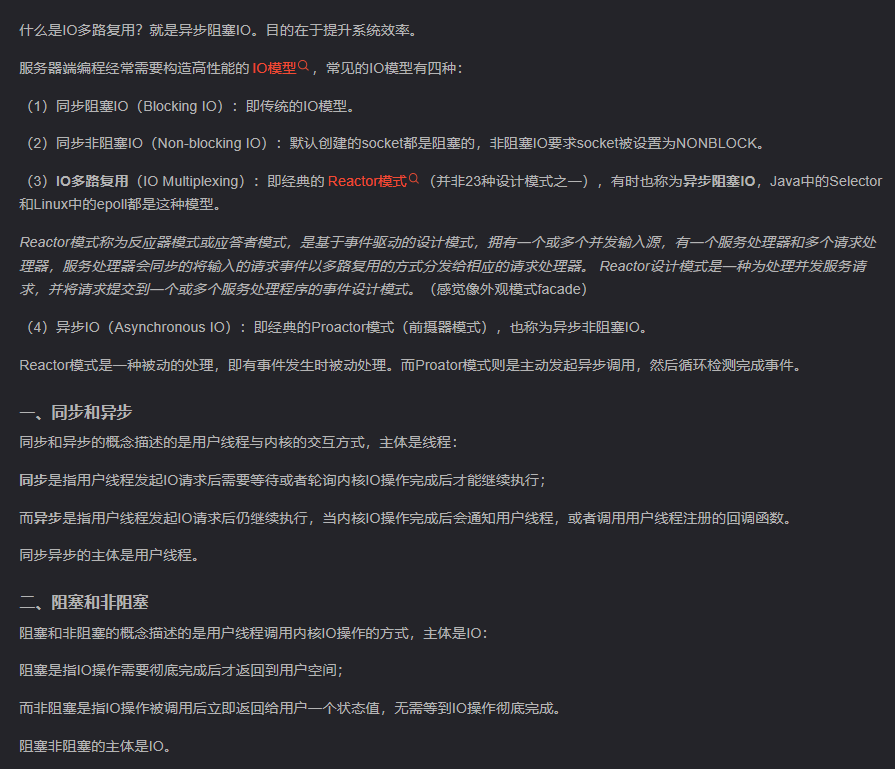 什么是IO多路复用？就是异步阻塞IO。目的在于提升系统效率。
服务器端编程经常需要构造高性能的IO模型，常见的IO模型有四种：
（1）同步阻塞IO（Blocking IO）：即传统的IO模型。
（2）同步非阻塞IO（Non-blocking IO）：默认创建的socket都是阻塞的，非阻塞IO要求socket被设置为NONBLOCK。
（3）IO多路复用（IO Multiplexing）：即经典的Reactor模式（并非23种设计模式之一），有时也称为异步阻塞IO，Java中的Selector
和Linux中的epoll都是这种模型。
Reactor模式称为反应器模式或应答者模式，是基于事件驱动的设计模式，拥有一个或多个并发输入源，有一个服务处理器和多个请求处
理器，服务处理器会同步的将输入的请求事件以多路复用的方式分发给相应的请求处理器。 Reactor设计模式是一种为处理并发服务请
求，并将请求提交到一个或多个服务处理程序的事件设计模式。（感觉像外观模式facade）
（4）异步IO（Asynchronous IO）：即经典的Proactor模式（前摄器模式），也称为异步非阻塞IO。
Reactor模式是一种被动的处理，即有事件发生时被动处理。而Proator模式则是主动发起异步调用，然后循环检测完成事件。
一、同步和异步
同步和异步的概念描述的是用户线程与内核的交互方式，主体是线程：
同步是指用户线程发起IO请求后需要等待或者轮询内核IO操作完成后才能继续执行；
而异步是指用户线程发起IO请求后仍继续执行，当内核IO操作完成后会通知用户线程，或者调用用户线程注册的回调函数。
同步异步的主体是用户线程。
二、阻塞和非阻塞
阻塞和非阻塞的概念描述的是用户线程调用内核IO操作的方式，主体是IO：
阻塞是指IO操作需要彻底完成后才返回到用户空间；
而非阻塞是指IO操作被调用后立即返回给用户一个状态值，无需等到IO操作彻底完成。
阻塞非阻塞的主体是IO。